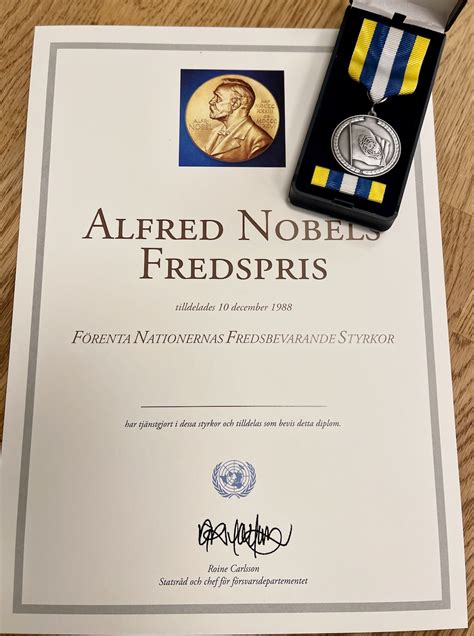 ALFRED NOBELS
FREDSPRIS
tilldelades 10 december 1988
FÖRENTA NATIONERNAS FREDSBEVARANDE STYRKOR
har tjänstgjort i dessa styrkor och tilldelas som bevis detta diplom.
Roine Carlsson
Statsråd och chef för försvarsdepartementet